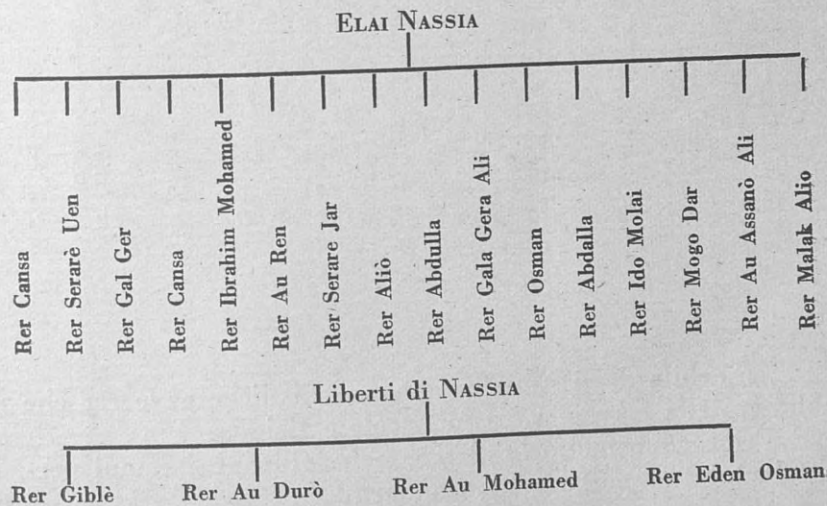 ELAI NASSIA
Rer Cansa
Rer Serarè Uen
Rer Gal Ger
Rer Cansa
Rer Ibrahim Mohamed
Rer Au Ren
Rer Serare Jar
Rer Aliò
Rer Abdulla
Rer Gala Gera Ali
Rer Osman
Rer Abdalla
Rer Ido Molai
Rer Mogo Dar
Rer Au Assanò Ali
Rer Malak Alio
Liberti di NASSIA
Rer Giblè
Rer Au Durò
Rer Au Mohamed
Rer Eden Osman